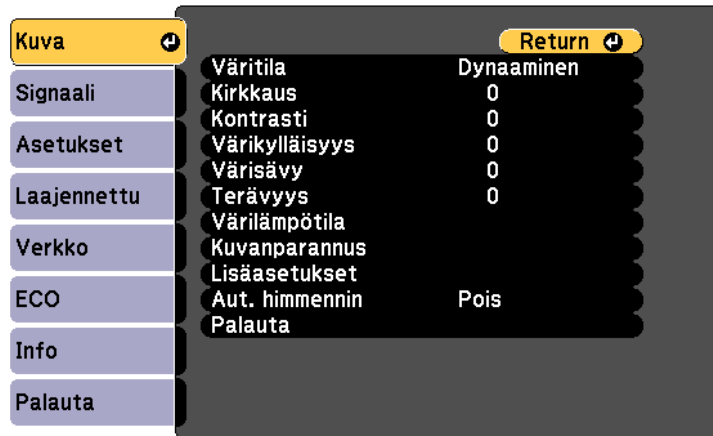 Kuva
Signaali
Asetukset
Laajennettu
Verkko
ECO
Info
Palauta
Return
Väritila Dynaaminen
Kirkkaus 0
Kontrasti 0
Värikylläisyys 0
Värisävy 0
Terävyys 0
Värilämpötila
Kuvanparannus
Lisäasetukset
Aut. himmennin Pois
Palauta